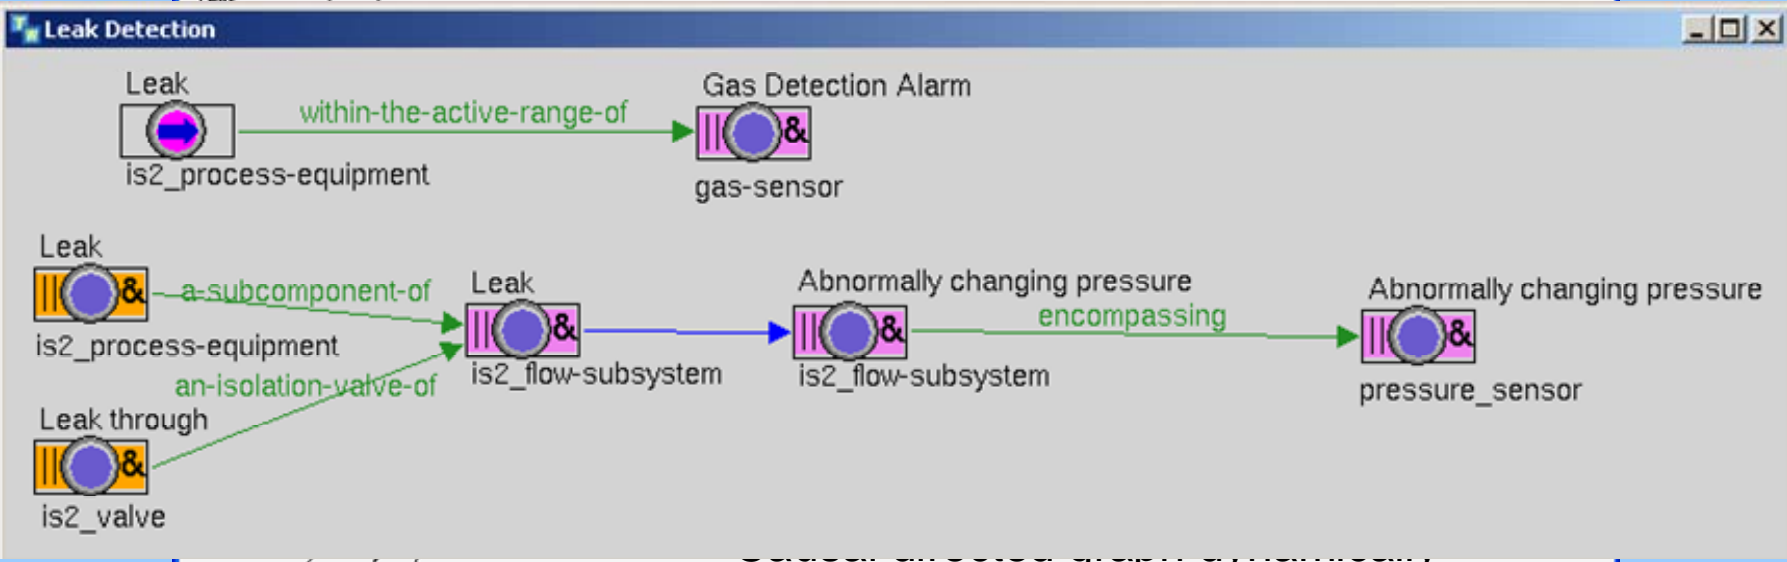 Leak Detection
Leak
Gas Detection Alarm
within-the-active-range-of
&
is2_process-equipment
gas-sensor
Leak
&
a-subcomponent-of
is2_process-equipment
Leak
&
is2_flow-subsystem
Abnormally changing pressure
&
is2_flow-subsystem
encompassing
Abnormally changing pressure
&
pressure_sensor
an-isolation-valve-of
Leak through
&
is2_valve